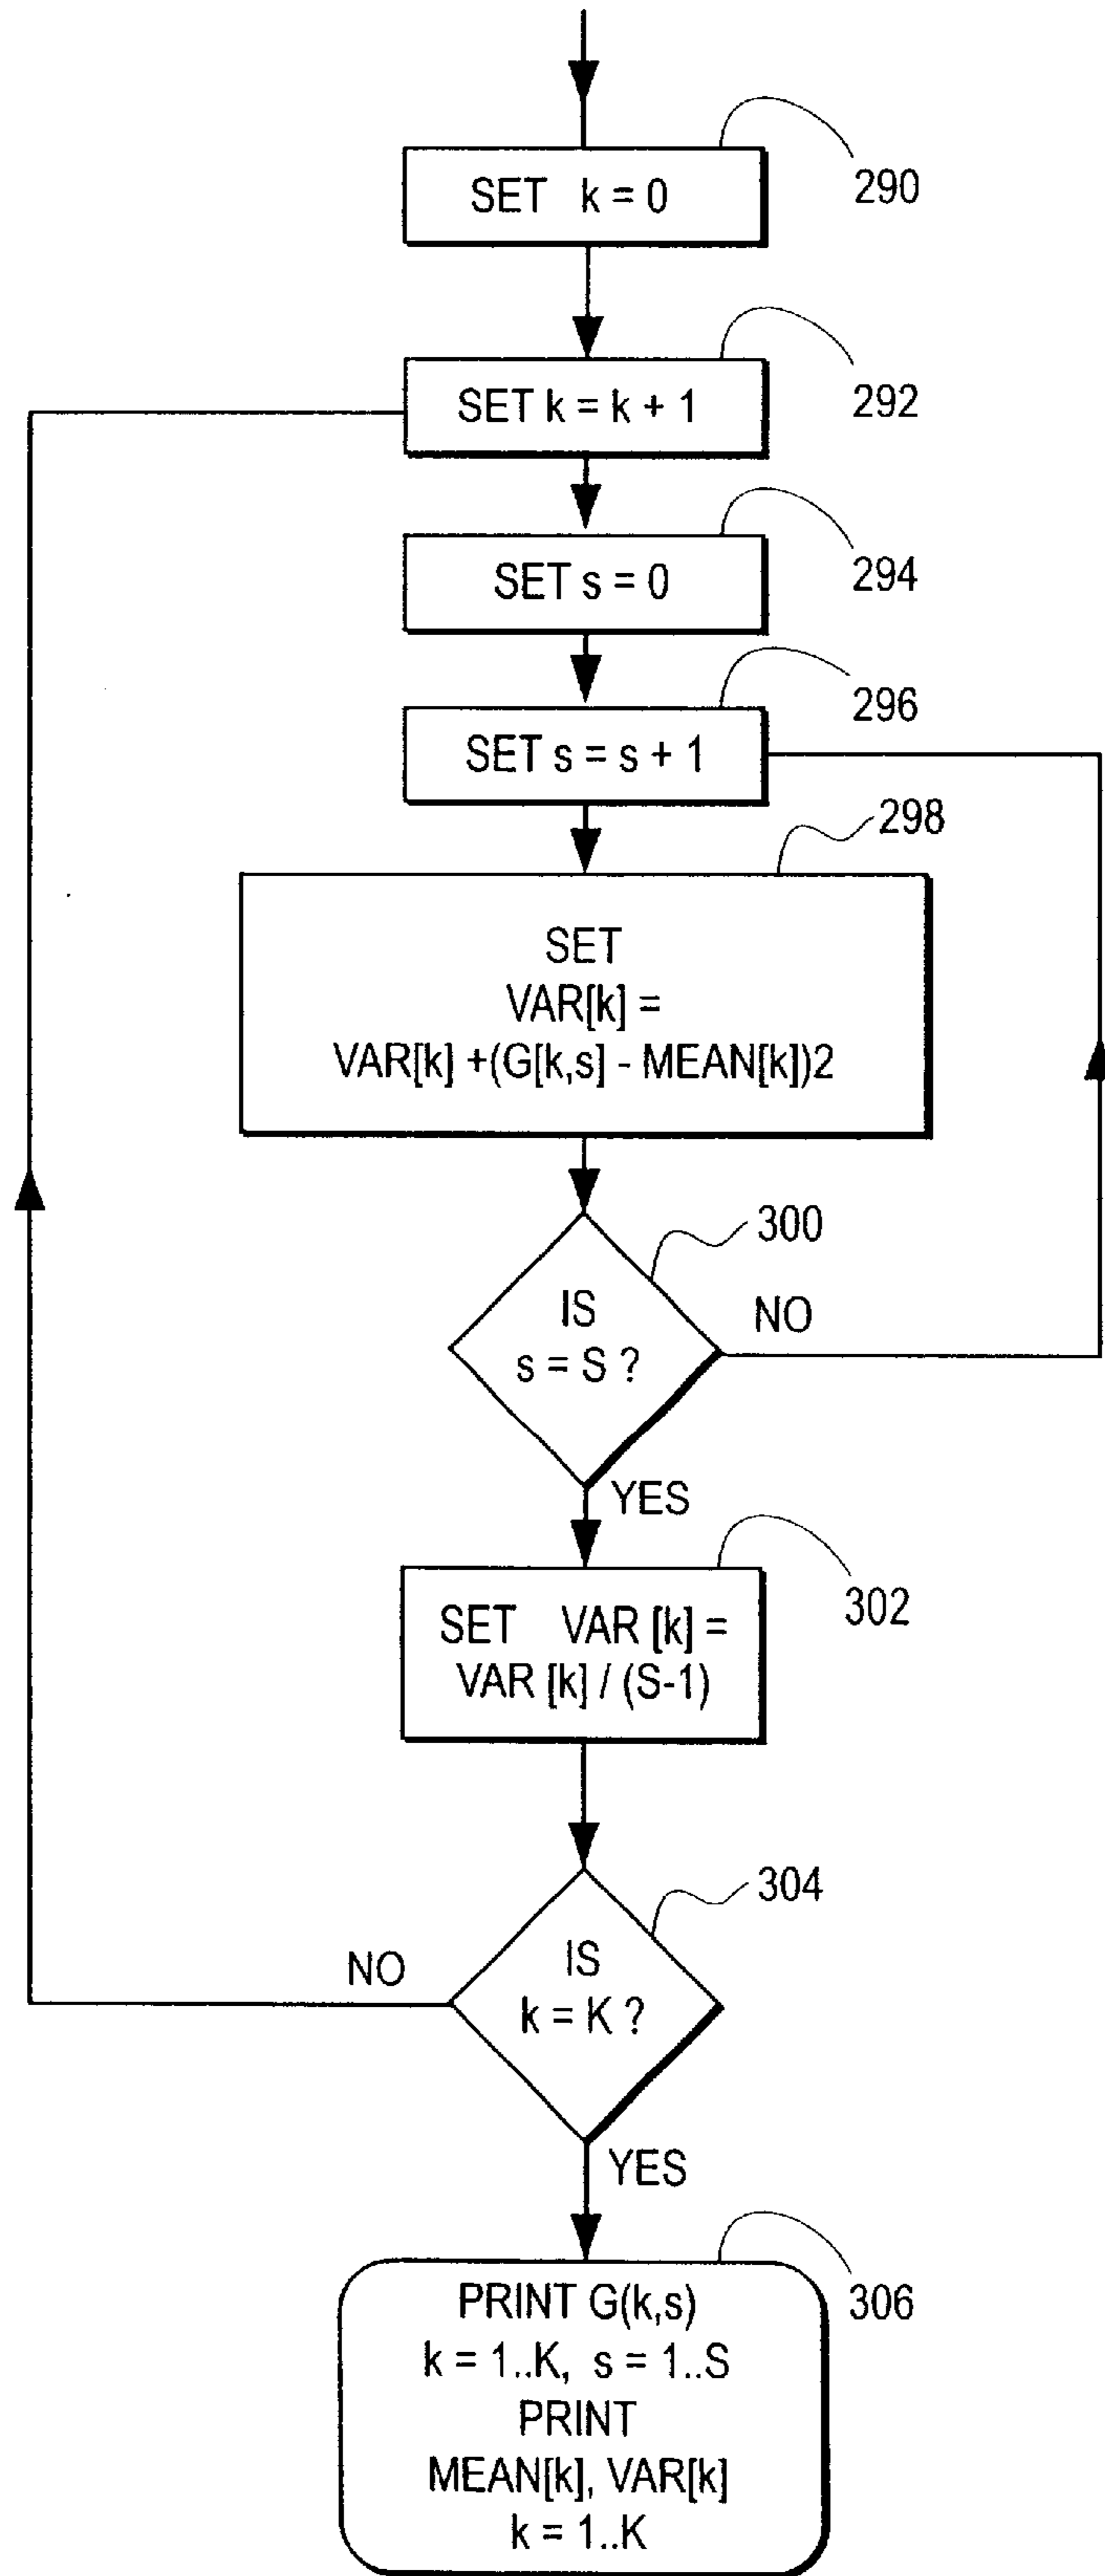 SET k = 0
290
SET k = k + 1
292
SET s = 0
294
SET s = s + 1
296
298
SET
VAR[k] =
VAR[k] +(G[k,s] - MEAN[k])2
300
IS
s = S ?
NO
YES
302
SET VAR [k] =
VAR [k] / (S-1)
304
IS
k = K ?
NO
YES
306
PRINT G(k,s)
k = 1..K, s = 1..S
PRINT
MEAN[k], VAR[k]
k = 1..K